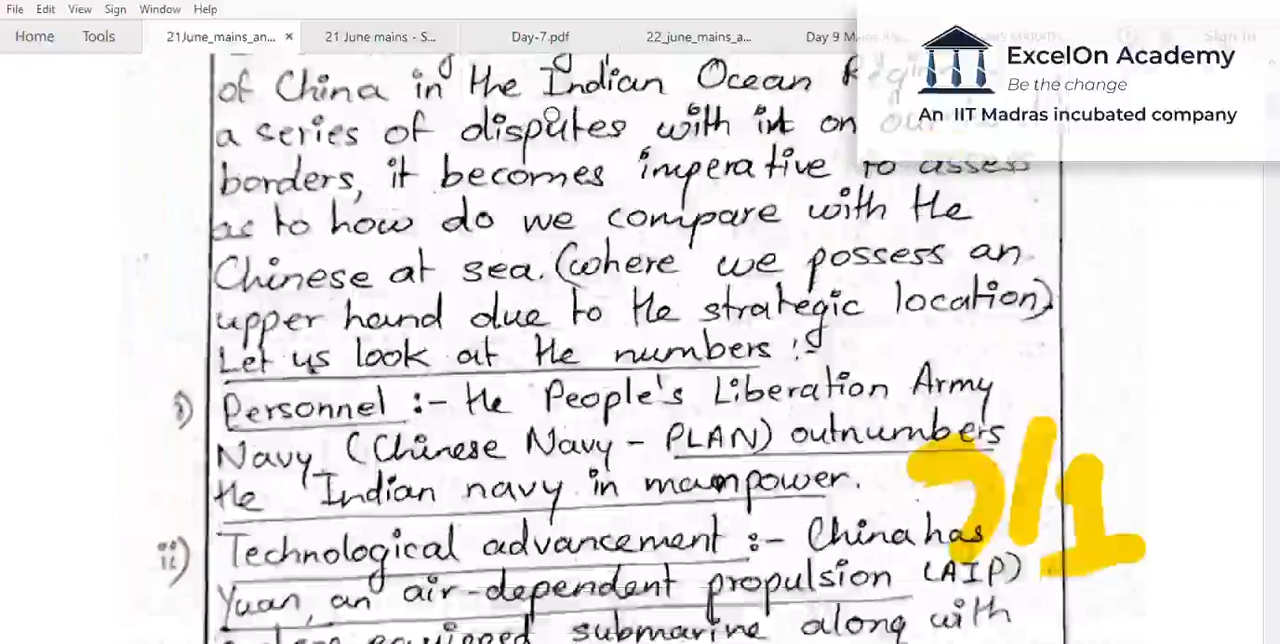 File Edit View Sign Window Help
Home Tools 21June_mains_an... × 21 June mains - S... Day-7.pdf 22_june_mains_a... Day 9 M Sign In
ExcelOn Academy
Be the change
An IIT Madras incubated company
of China in the Indian Ocean
a series of disputes with it on our
borders, it becomes imperative to assess
as to how do we compare with the
Chinese at sea. (where we possess an
upper hand due to the strategic location)
Let us look at the numbers :-
i) Personnel :- The People's Liberation Army
Navy (Chinese Navy - PLAN) outnumbers
the Indian navy in manpower.
ii) Technological advancement :- China has
Yuan, an air-dependent propulsion (AIP)
submarine along with